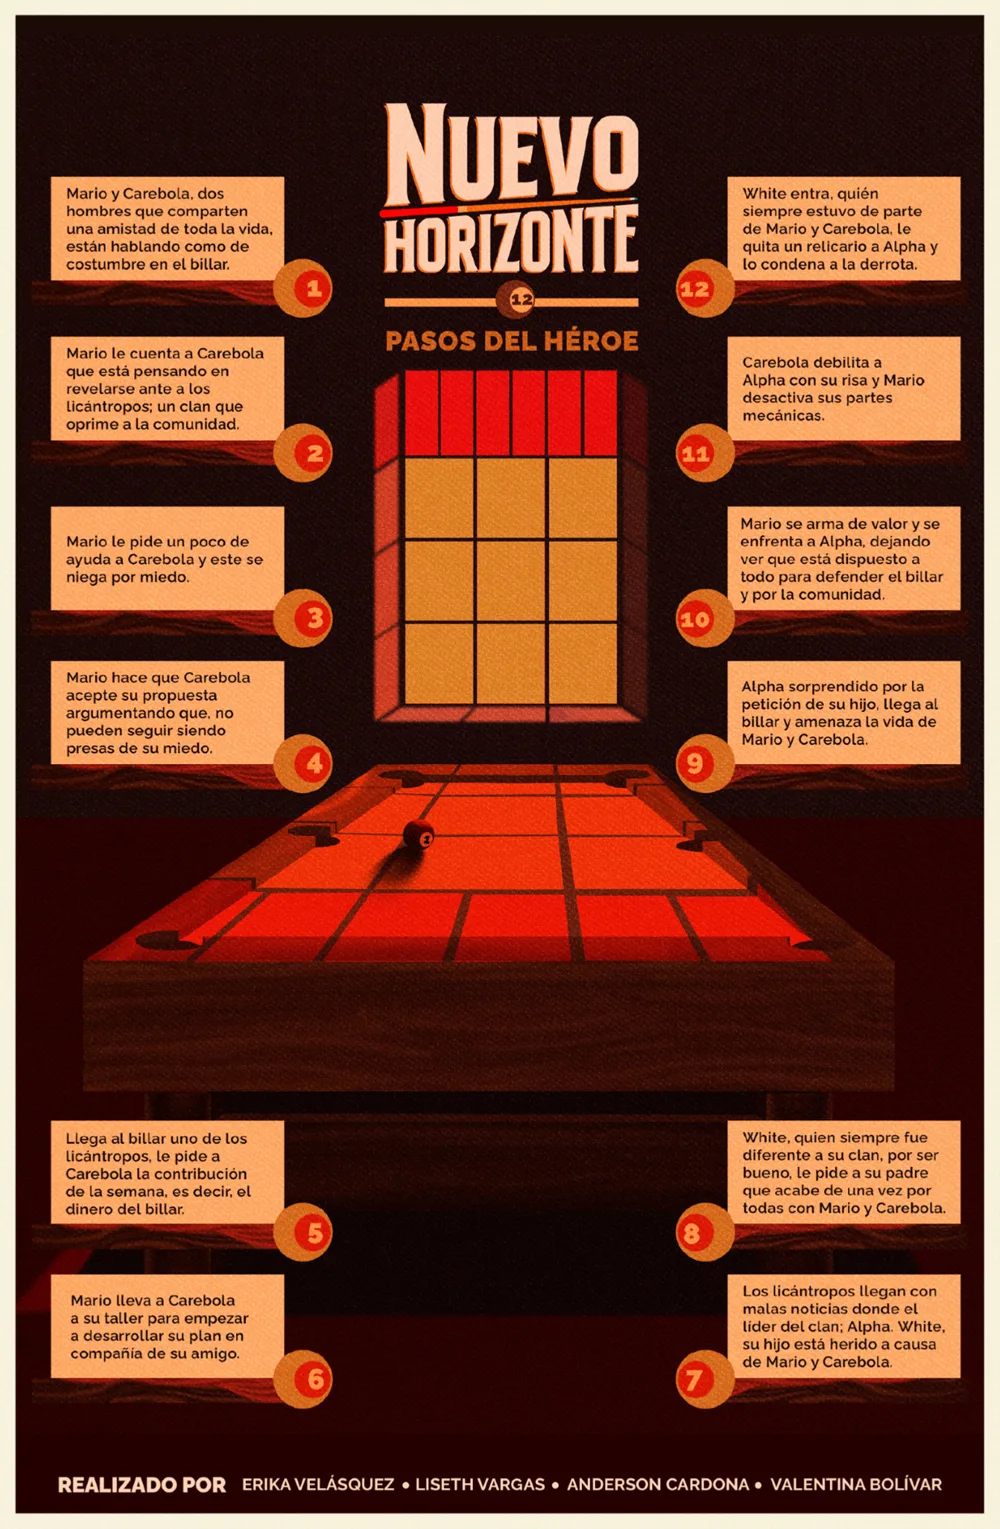 NUEVO
HORIZONTE
12
PASOS DEL HÉROE
Mario y Carebola, dos
hombres que comparten
una amistad de toda la vida,
están hablando como de
costumbre en el billar.
1
Mario le cuenta a Carebola
que está pensando en
revelarse ante a los
licántropos; un clan que
oprime a la comunidad.
2
Mario le pide un poco de
ayuda a Carebola y este se
niega por miedo.
3
Mario hace que Carebola
acepte su propuesta
argumentando que, no
pueden seguir siendo
presas de su miedo.
4
1
Llega al billar uno de los
licántropos, le pide a
Carebola la contribución
de la semana, es decir, el
dinero del billar.
5
Mario lleva a Carebola
a su taller para empezar
a desarrollar su plan en
compañía de su amigo.
6
Los licántropos llegan con
malas noticias donde el
líder del clan; Alpha. White,
su hijo está herido a causa
de Mario y Carebola.
7
White, quien siempre fue
diferente a su clan, por ser
bueno, le pide a su padre
que acabe de una vez por
todas con Mario y Carebola.
8
Alpha sorprendido por la
petición de su hijo, llega al
billar y amenaza la vida de
Mario y Carebola.
9
Mario se arma de valor y se
enfrenta a Alpha, dejando
ver que está dispuesto a
todo para defender el billar
y por la comunidad.
10
Carebola debilita a
Alpha con su risa y Mario
desactiva sus partes
mecánicas.
11
White entra, quién
siempre estuvo de parte
de Mario y Carebola, le
quita un relicario a Alpha y
lo condena a la derrota.
12
REALIZADO POR ERIKA VELÁSQUEZ • LISETH VARGAS • ANDERSON CARDONA • VALENTINA BOLÍVAR